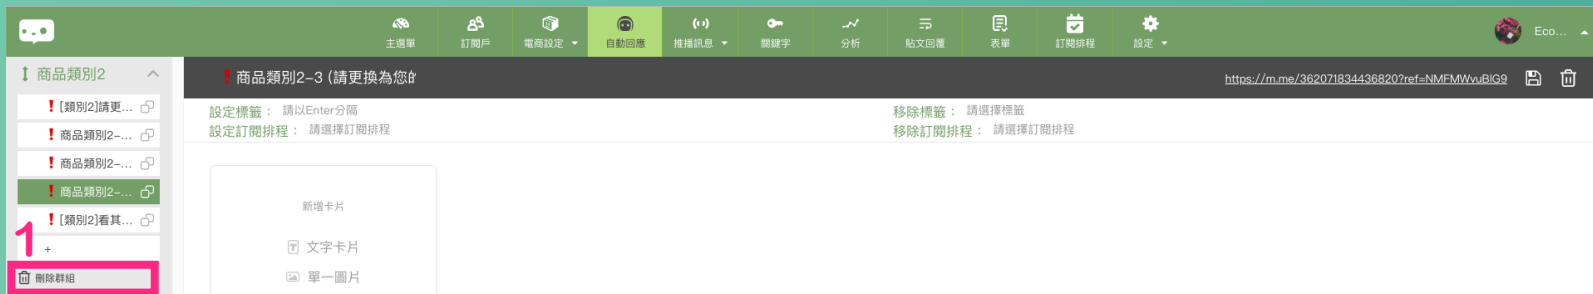 主選單
訂閱戶
電商設定
自動回應
推播訊息
關鍵字
分析
貼文回覆
表單
訂閱排程
設定
Eco...
商品類別2
❗商品類別2-3 (請更換為您的
https://m.me/362071834436820?ref=NMFMWvuBlG9
❗[類別2]請更...
❗商品類別2-...
❗商品類別2-...
❗商品類別2-...
❗[類別2]看其...
+
1
刪除群組
設定標籤： 請以Enter分隔
移除標籤： 請選擇標籤
設定訂閱排程： 請選擇訂閱排程
移除訂閱排程： 請選擇訂閱排程
新增卡片
文字卡片
單一圖片